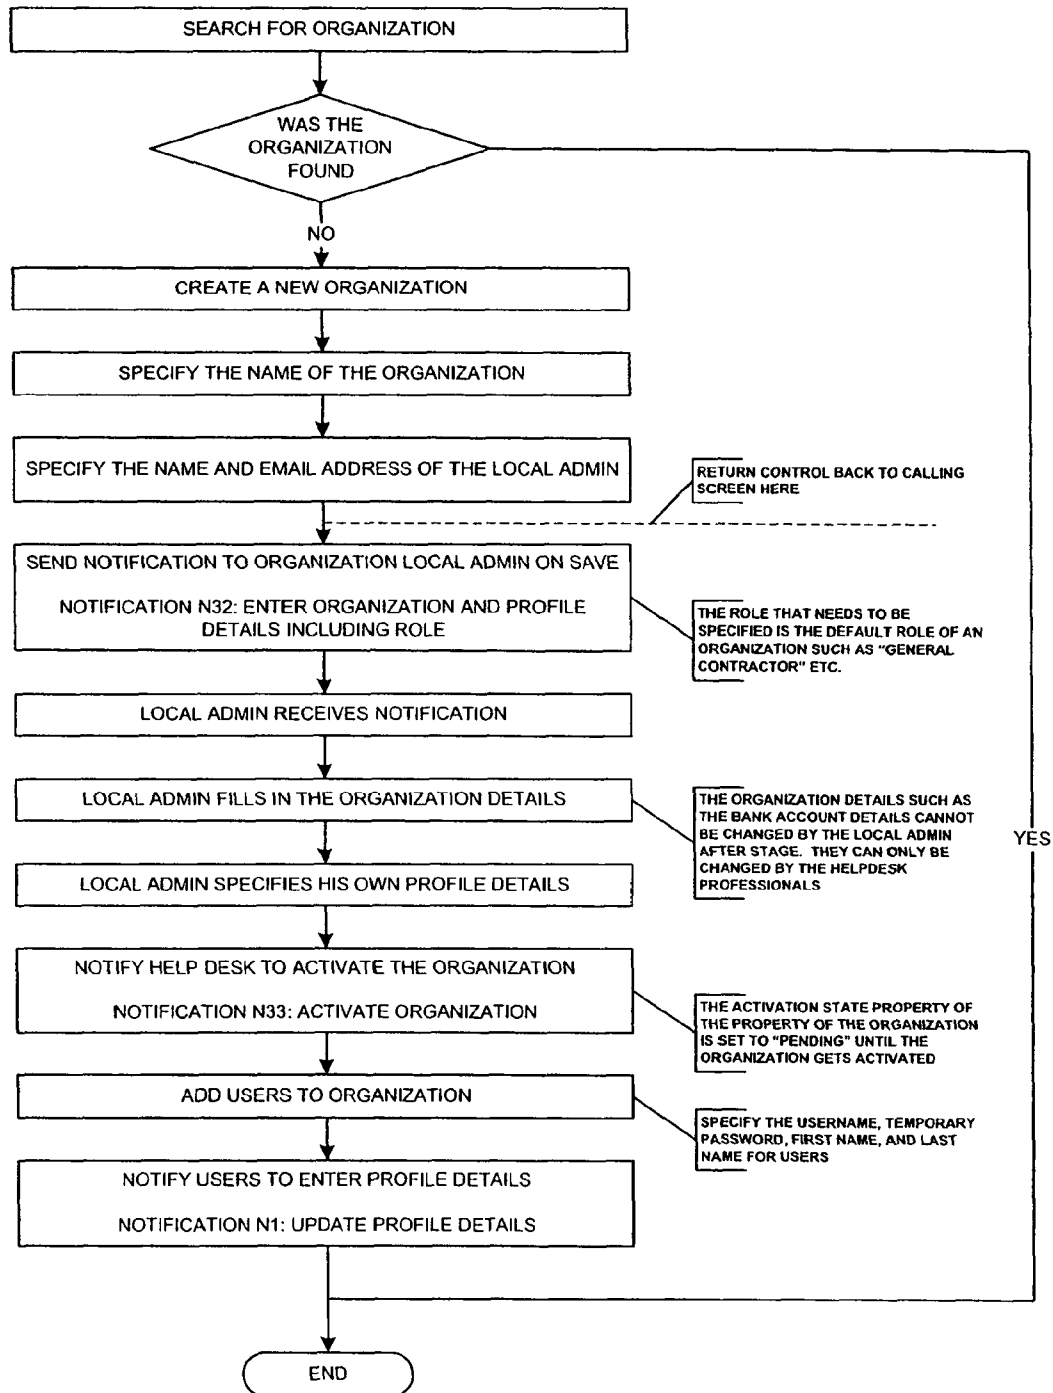 SEARCH FOR ORGANIZATION
WAS THE
ORGANIZATION
FOUND
NO
CREATE A NEW ORGANIZATION
SPECIFY THE NAME OF THE ORGANIZATION
SPECIFY THE NAME AND EMAIL ADDRESS OF THE LOCAL ADMIN
RETURN CONTROL BACK TO CALLING
SCREEN HERE
SEND NOTIFICATION TO ORGANIZATION LOCAL ADMIN ON SAVE
NOTIFICATION N32: ENTER ORGANIZATION AND PROFILE
DETAILS INCLUDING ROLE
THE ROLE THAT NEEDS TO BE
SPECIFIED IS THE DEFAULT ROLE OF AN
ORGANIZATION SUCH AS "GENERAL
CONTRACTOR" ETC.
LOCAL ADMIN RECEIVES NOTIFICATION
LOCAL ADMIN FILLS IN THE ORGANIZATION DETAILS
THE ORGANIZATION DETAILS SUCH AS
THE BANK ACCOUNT DETAILS CANNOT
BE CHANGED BY THE LOCAL ADMIN
AFTER STAGE. THEY CAN ONLY BE
CHANGED BY THE HELPDESK
PROFESSIONALS
YES
LOCAL ADMIN SPECIFIES HIS OWN PROFILE DETAILS
NOTIFY HELP DESK TO ACTIVATE THE ORGANIZATION
NOTIFICATION N33: ACTIVATE ORGANIZATION
THE ACTIVATION STATE PROPERTY OF
THE PROPERTY OF THE ORGANIZATION
IS SET TO "PENDING" UNTIL THE
ORGANIZATION GETS ACTIVATED
ADD USERS TO ORGANIZATION
SPECIFY THE USERNAME, TEMPORARY
PASSWORD, FIRST NAME, AND LAST
NAME FOR USERS
NOTIFY USERS TO ENTER PROFILE DETAILS
NOTIFICATION N1: UPDATE PROFILE DETAILS
END